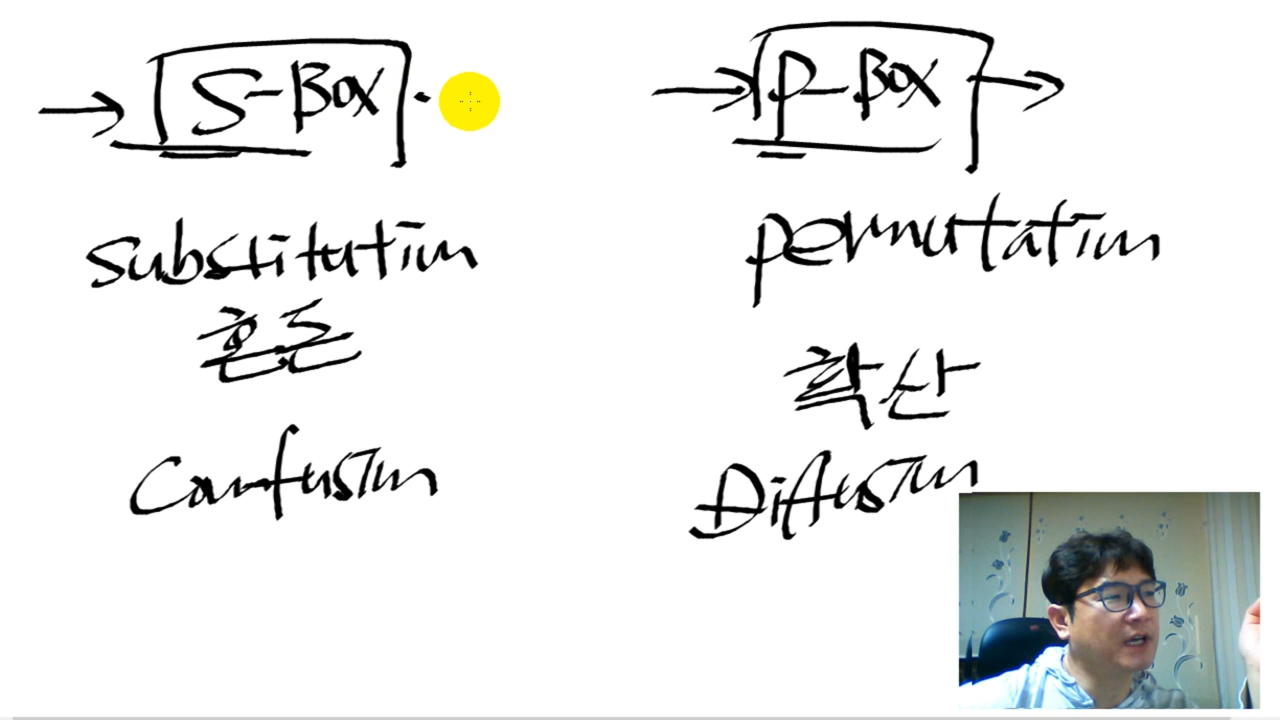 S-Box
substitution
혼돈
Confusion
P-Box
permutation
확산
Diffusion